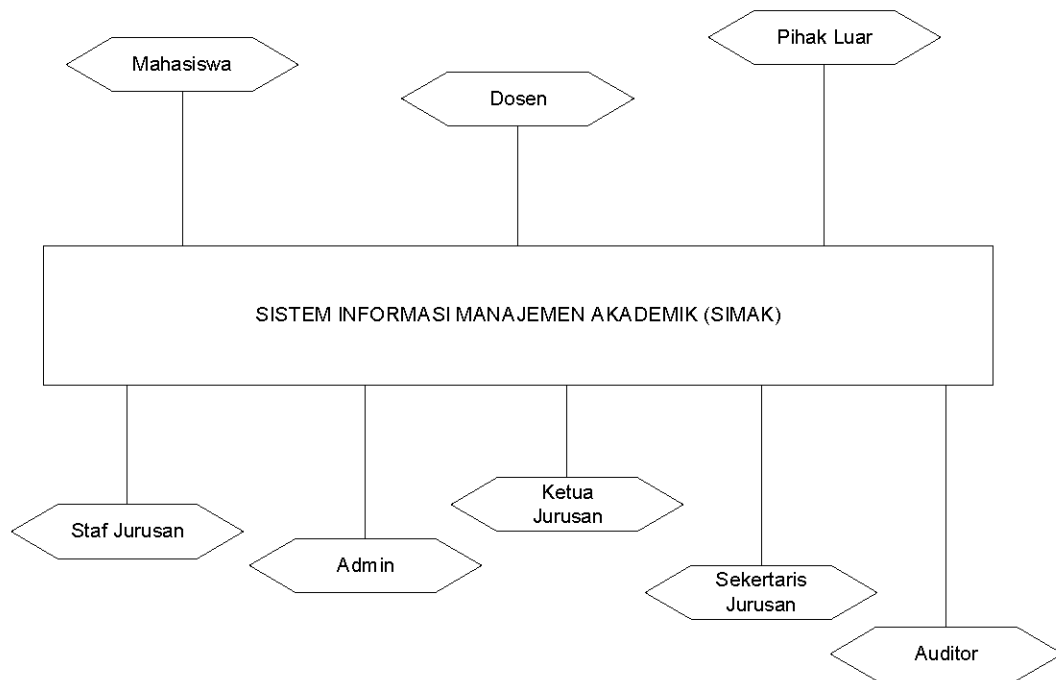 Mahasiswa
Dosen
Pihak Luar
SISTEM INFORMASI MANAJEMEN AKADEMIK (SIMAK)
Staf Jurusan
Admin
Ketua
Jurusan
Sekertaris
Jurusan
Auditor